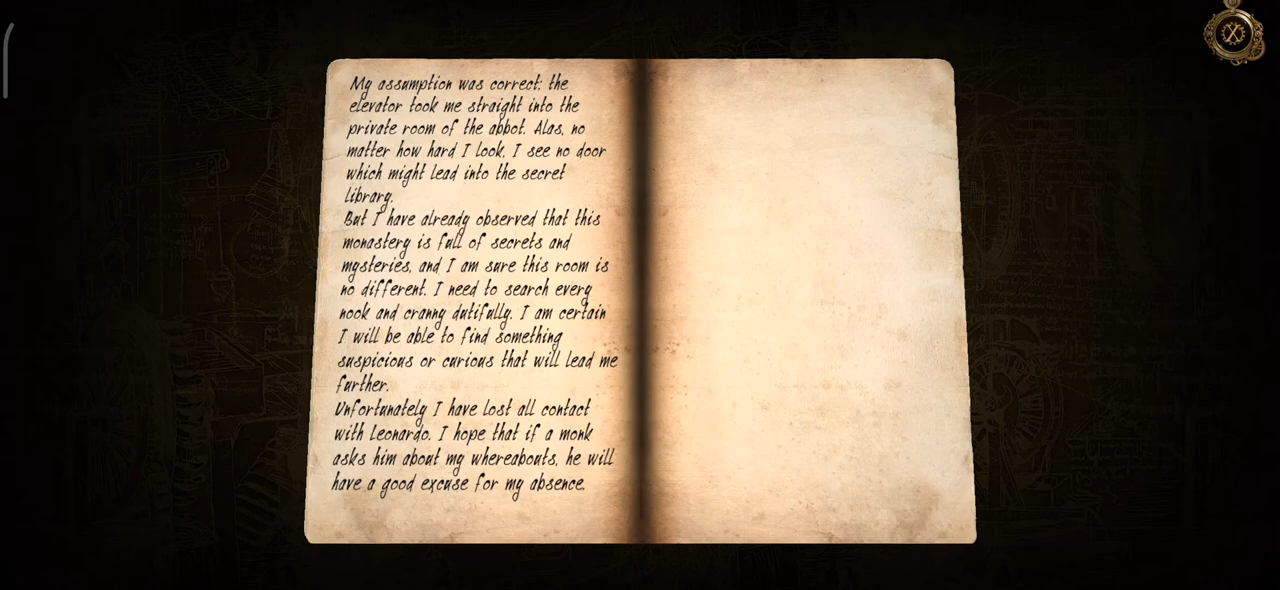 My assumption was correct: the
elevator took me straight into the
private room of the abbot. Alas, no
matter how hard I look, I see no door
which might lead into the secret
library.
But I have already observed that this
monastery is full of secrets and
mysteries, and I am sure this room is
no different. I need to search every
nook and cranny dutifully. I am certain
I will be able to find something
suspicious or curious that will lead me
further.
Unfortunately I have lost all contact
with Leonardo. I hope that if a monk
asks him about my whereabouts, he will
have a good excuse for my absence.